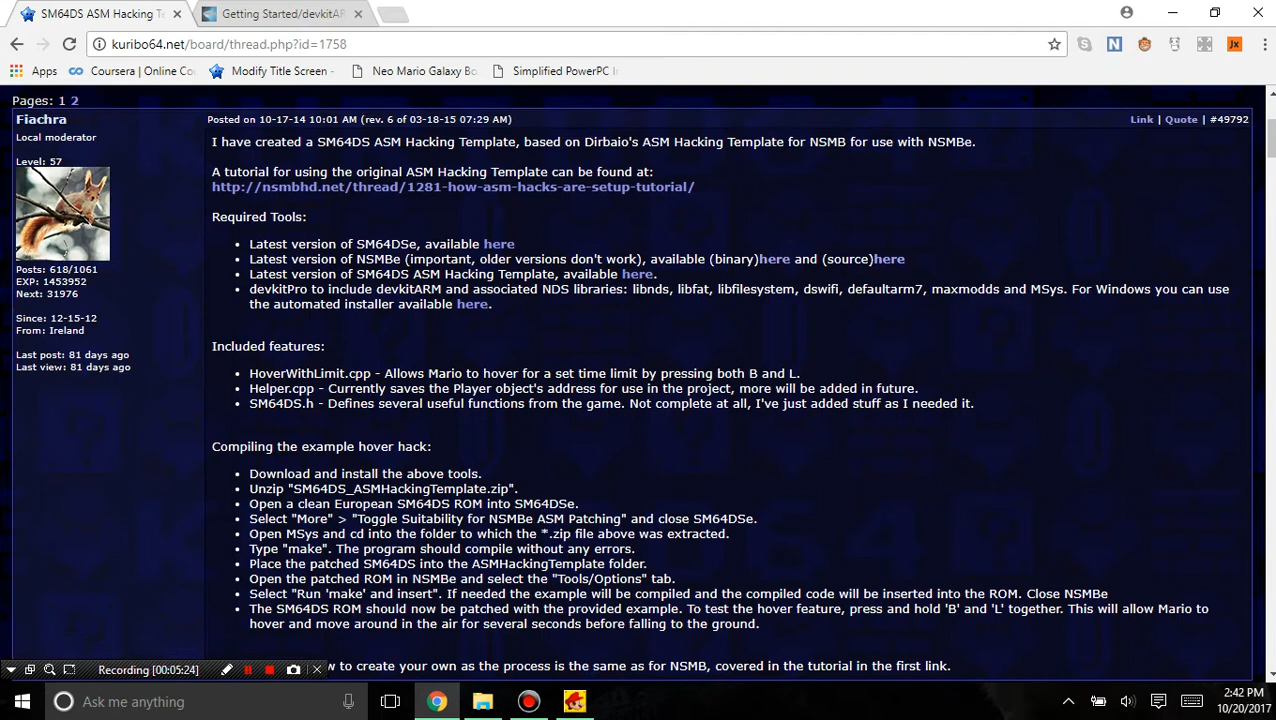 SM64DS ASM Hacking Te
Getting Started/devkitAR
kuribo64.net/board/thread.php?id=1758
Apps
Coursera | Online Co
Modify Title Screen -
Neo Mario Galaxy Bo
Simplified PowerPC In
Pages: 1 2
Fiachra
Local moderator
Level: 57
Posts: 618/1061
EXP: 1453952
Next: 31976
Since: 12-15-12
From: Ireland
Last post: 81 days ago
Last view: 81 days ago
Posted on 10-17-14 10:01 AM (rev. 6 of 03-18-15 07:29 AM)
Link | Quote | #49792
I have created a SM64DS ASM Hacking Template, based on Dirbaio's ASM Hacking Template for NSMB for use with NSMBe.
A tutorial for using the original ASM Hacking Template can be found at:
http://nsmbhd.net/thread/1281-how-asm-hacks-are-setup-tutorial/
Required Tools:
Latest version of SM64DSe, available here
Latest version of NSMBe (important, older versions don't work), available (binary)here and (source)here
Latest version of SM64DS ASM Hacking Template, available here.
devkitPro to include devkitARM and associated NDS libraries: libnds, libfat, libfilesystem, dswifi, defaultarm7, maxmodds and MSys. For Windows you can use
the automated installer available here.
Included features:
HoverWithLimit.cpp - Allows Mario to hover for a set time limit by pressing both B and L.
Helper.cpp - Currently saves the Player object's address for use in the project, more will be added in future.
SM64DS.h - Defines several useful functions from the game. Not complete at all, I've just added stuff as I needed it.
Compiling the example hover hack:
Download and install the above tools.
Unzip "SM64DS_ASMHackingTemplate.zip".
Open a clean European SM64DS ROM into SM64DSe.
Select "More" > "Toggle Suitability for NSMBe ASM Patching" and close SM64DSe.
Open MSys and cd into the folder to which the *.zip file above was extracted.
Type "make". The program should compile without any errors.
Place the patched SM64DS into the ASMHackingTemplate folder.
Open the patched ROM in NSMBe and select the "Tools/Options" tab.
Select "Run 'make' and insert". If needed the example will be compiled and the compiled code will be inserted into the ROM. Close NSMBe
The SM64DS ROM should now be patched with the provided example. To test the hover feature, press and hold 'B' and 'L' together. This will allow Mario to
hover and move around in the air for several seconds before falling to the ground.
w to create your own as the process is the same as for NSMB, covered in the tutorial in the first link.
Recording [00:05:24]
Ask me anything
2:42 PM
10/20/2017